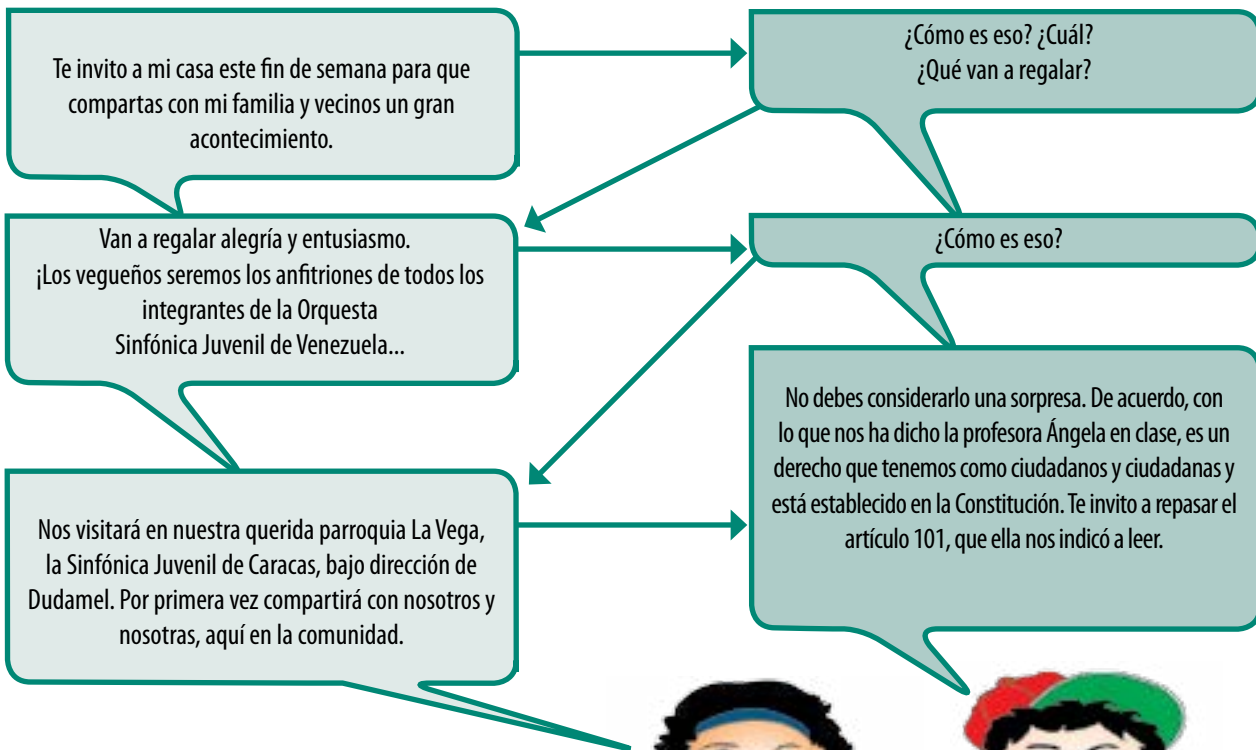 Te invito a mi casa este fin de semana para que
compartas con mi familia y vecinos un gran
acontecimiento.
¿Cómo es eso? ¿Cuál?
¿Qué van a regalar?
Van a regalar alegría y entusiasmo.
¡Los vegueños seremos los anfitriones de todos los
integrantes de la Orquesta
Sinfónica Juvenil de Venezuela...
¿Cómo es eso?
Nos visitará en nuestra querida parroquia La Vega,
la Sinfónica Juvenil de Caracas, bajo dirección de
Dudamel. Por primera vez compartirá con nosotros y
nosotras, aquí en la comunidad.
No debes considerarlo una sorpresa. De acuerdo, con
lo que nos ha dicho la profesora Ángela en clase, es un
derecho que tenemos como ciudadanos y ciudadanas y
está establecido en la Constitución. Te invito a repasar el
artículo 101, que ella nos indicó a leer.